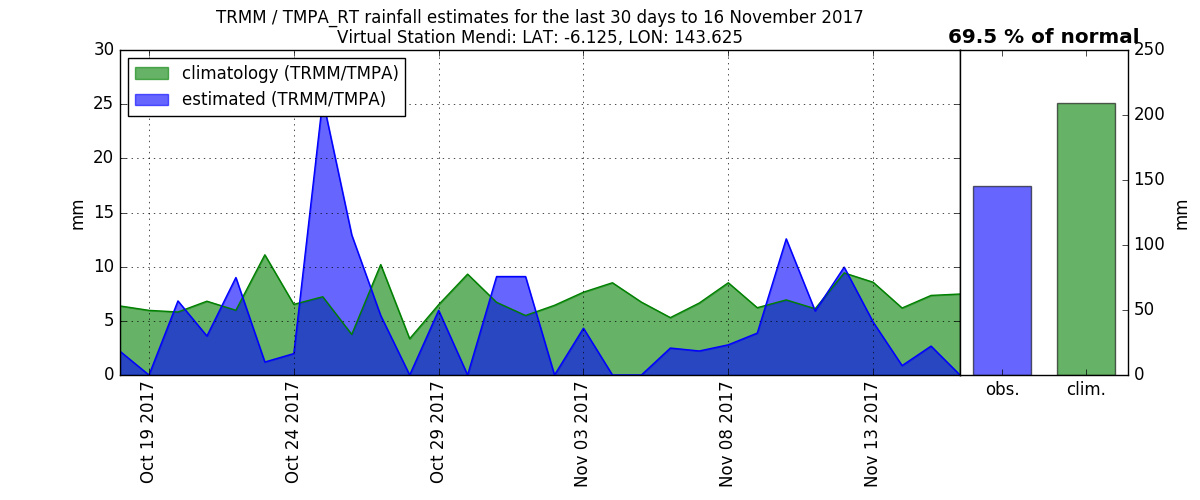 TRMM / TMPA_RT rainfall estimates for the last 30 days to 16 November 2017
Virtual Station Mendi: LAT: -6.125, LON: 143.625
69.5 % of normal
climatology (TRMM/TMPA)
estimated (TRMM/TMPA)
30
25
20
15
10
5
0
mm
Oct 19 2017
Oct 24 2017
Oct 29 2017
Nov 03 2017
Nov 08 2017
Nov 13 2017
obs.
clim.
250
200
150
100
50
0
mm